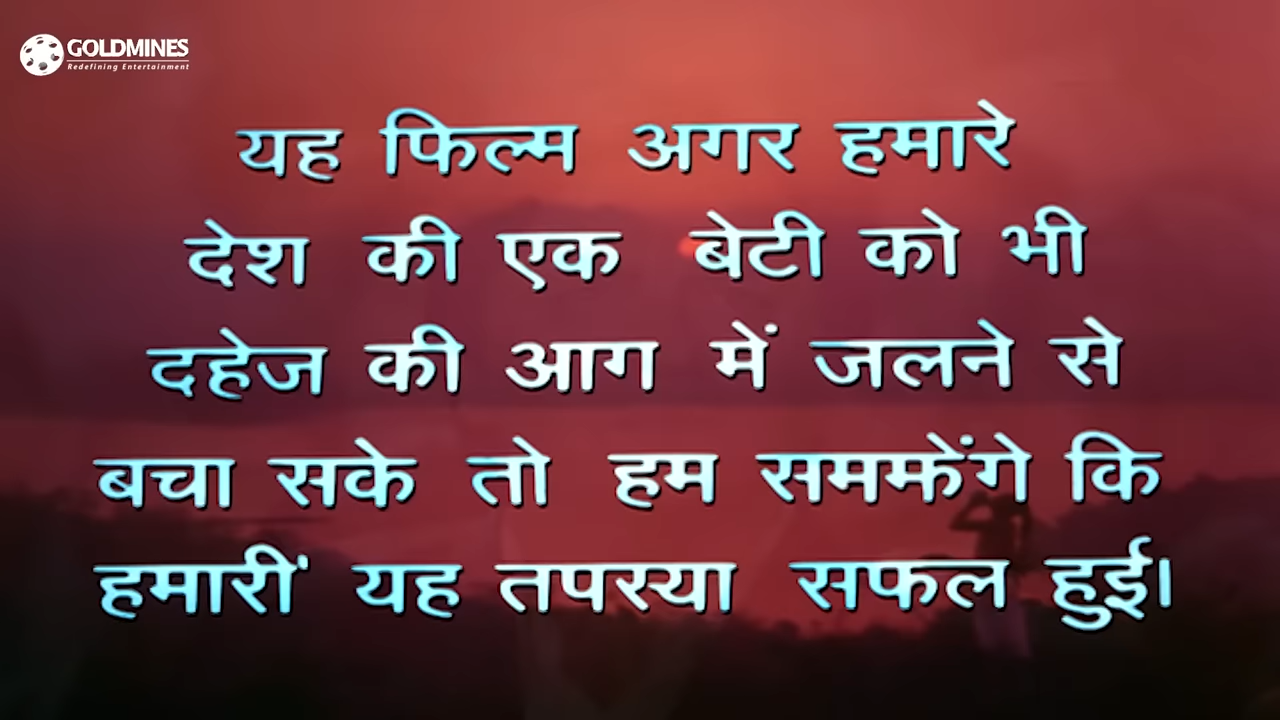 GOLDMINES
Redefining Entertainment
यह फिल्म अगर हमारे
देश की एक बेटी को भी
दहेज की आग में जलने से
बचा सके तो हम समझेंगे कि
हमारीं यह तपस्या सफल हुई।